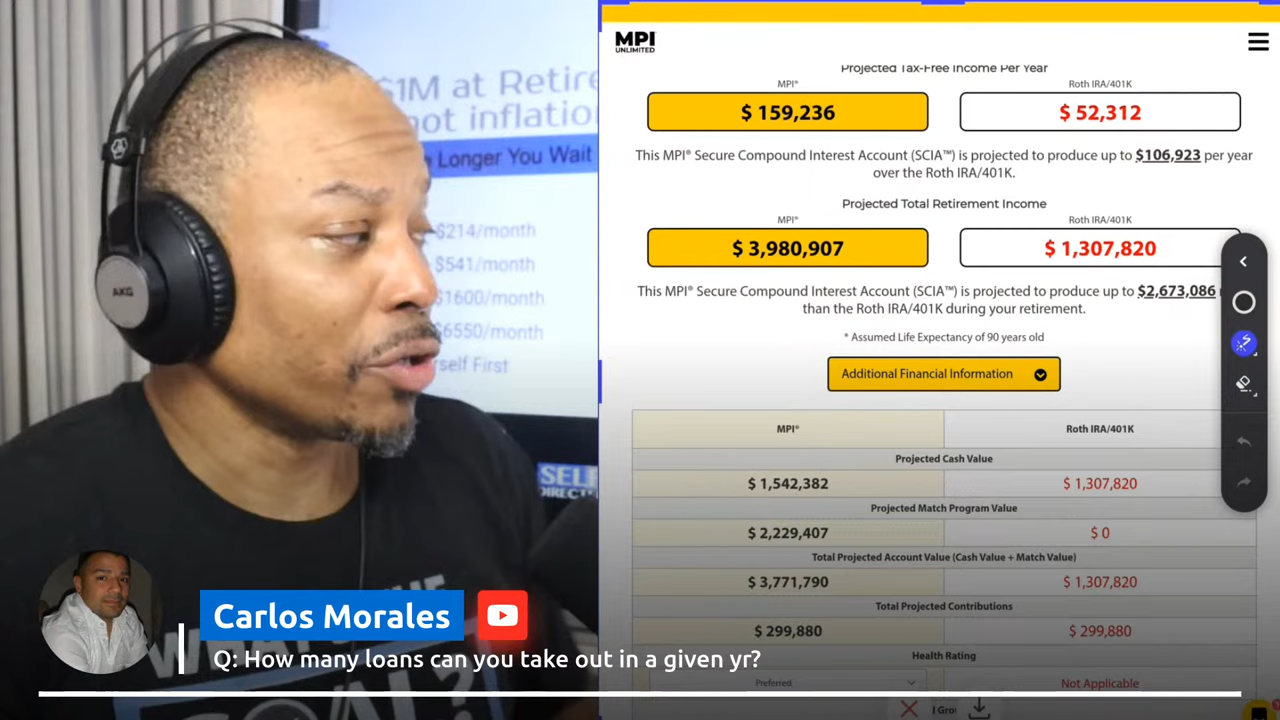 $1M at Retire
not inflation
Longer You Wait
$214/month
$541/month
$1600/month
$6550/month
rself First
AKG
SELF
DIRECT
Carlos Morales
Q: How many loans can you take out in a given yr?
MPI
UNLIMITED
Projected Tax-Free Income Per Year
MPI® Roth IRA/401K
$ 159,236 $ 52,312
This MPI® Secure Compound Interest Account (SCIA™) is projected to produce up to $106,923 per year
over the Roth IRA/401K.
Projected Total Retirement Income
MPI® Roth IRA/401K
$ 3,980,907 $ 1,307,820
This MPI® Secure Compound Interest Account (SCIA™) is projected to produce up to $2,673,086
than the Roth IRA/401K during your retirement.
* Assumed Life Expectancy of 90 years old
Additional Financial Information
MPI® Roth IRA/401K
Projected Cash Value
$ 1,542,382 $ 1,307,820
Projected Match Program Value
$ 2,229,407 $ 0
Total Projected Account Value (Cash Value + Match Value)
$ 3,771,790 $ 1,307,820
Total Projected Contributions
$ 299,880 $ 299,880
Health Rating
Preferred Not Applicable